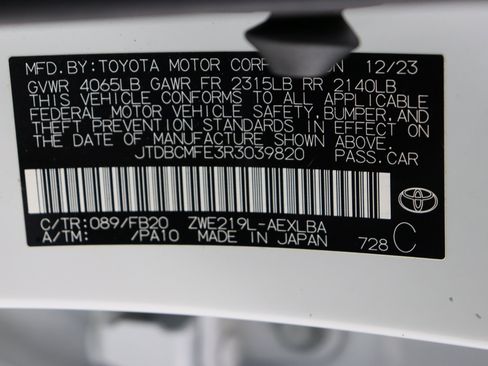 MFD. BY: TOYOTA MOTOR CORPORATION 12/23
GVWR 4065LB GAWR FR 2315LB RR 2140LB
THIS VEHICLE CONFORMS TO ALL APPLICABLE
FEDERAL MOTOR VEHICLE SAFETY, BUMPER, AND
THEFT PREVENTION STANDARDS IN EFFECT ON
THE DATE OF MANUFACTURE SHOWN ABOVE.
JTDBCMFE3R3039820 PASS.CAR
C/TR: 089/FB20 ZWE219L-AEXLBA
A/TM: /PA10 MADE IN JAPAN 728 C
TOYOTA